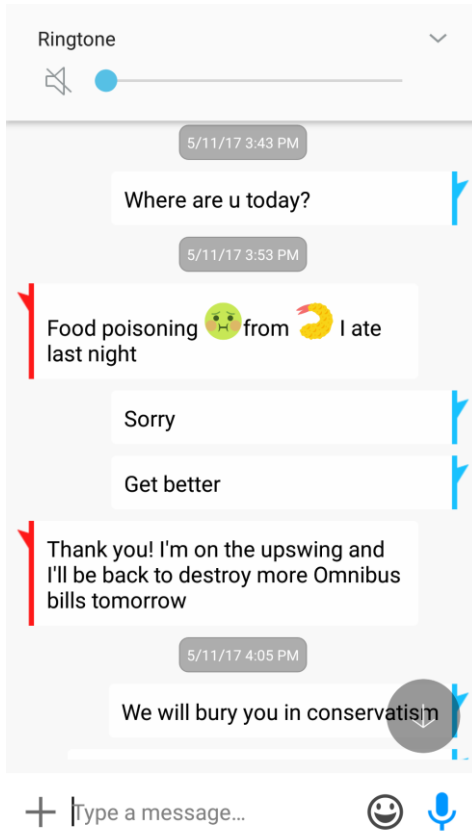 Ringtone
5/11/17 3:43 PM
Where are u today?
5/11/17 3:53 PM
Food poisoning 🤢 from 🍤 I ate
last night
Sorry
Get better
Thank you! I'm on the upswing and
I'll be back to destroy more Omnibus
bills tomorrow
5/11/17 4:05 PM
We will bury you in conservatism
Type a message...